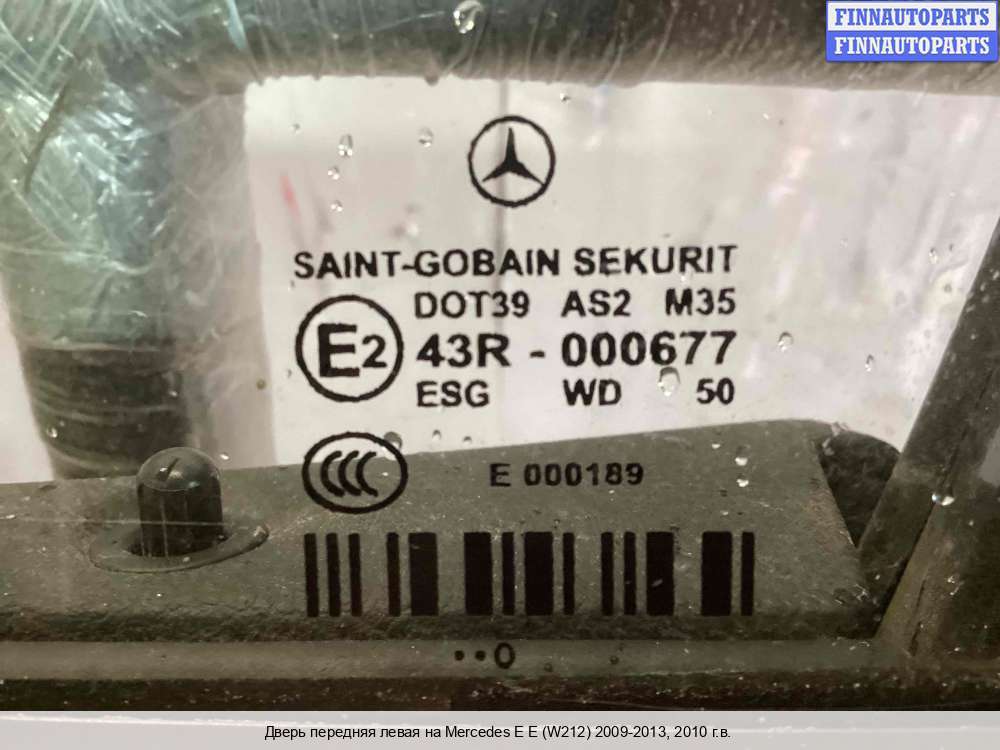 FINNAUTOPARTS
FINNAUTOPARTS
SAINT-GOBAIN SEKURIT
DOT39 AS2 M35
E2 43R - 000677
ESG WD 50
CCC E 000189
••O
Дверь передняя левая на Mercedes E E (W212) 2009-2013, 2010 г.в.